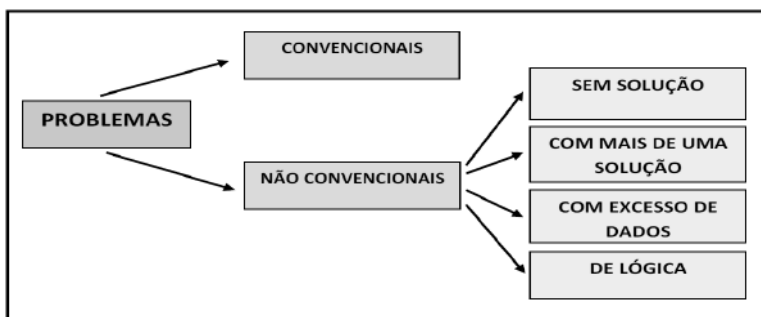 PROBLEMAS
CONVENCIONAIS
NÃO CONVENCIONAIS
SEM SOLUÇÃO
COM MAIS DE UMA
SOLUÇÃO
COM EXCESSO DE
DADOS
DE LÓGICA